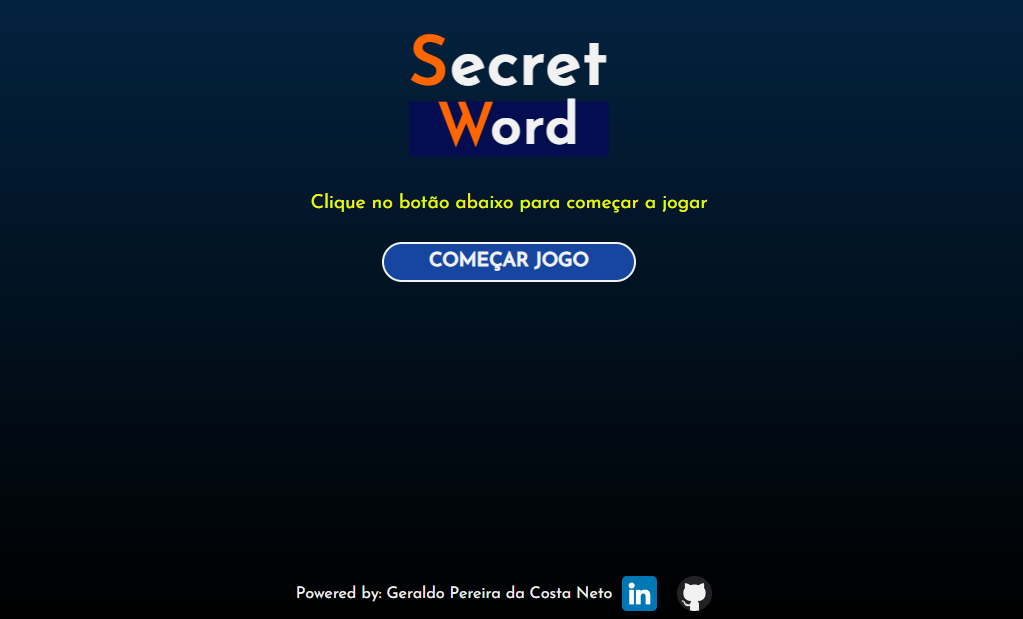 Secret
Word
Clique no botão abaixo para começar a jogar
COMEÇAR JOGO
Powered by: Geraldo Pereira da Costa Neto in